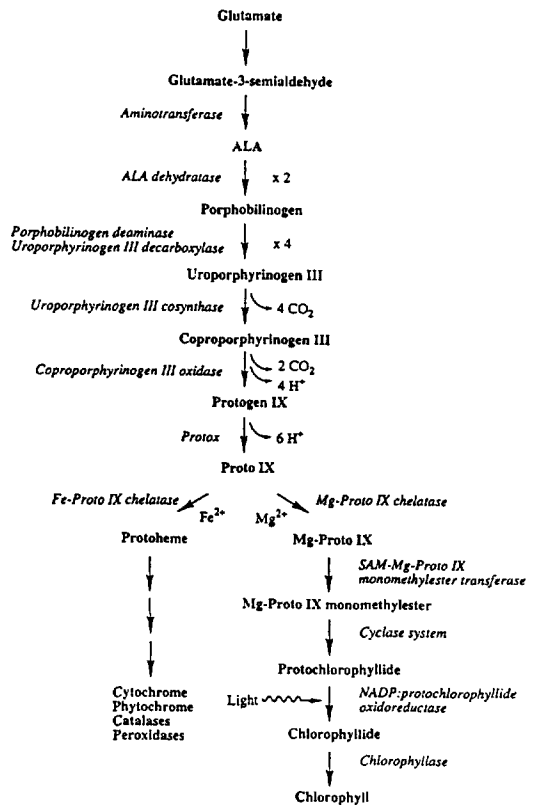 Glutamate
Glutamate-3-semialdehyde
Aminotransferase
ALA
ALA dehydratase
x 2
Porphobilinogen
Porphobilinogen deaminase
Uroporphyrinogen III decarboxylase
x 4
Uroporphyrinogen III
Uroporphyrinogen III cosynthase
4 CO₂
Coproporphyrinogen III
Coproporphyrinogen III oxidase
2 CO₂
4 H⁺
Protogen IX
Protox
6 H⁺
Proto IX
Fe-Proto IX chelatase
Mg-Proto IX chelatase
Fe²⁺
Mg²⁺
Protoheme
Mg-Proto IX
SAM-Mg-Proto IX
monomethylester transferase
Mg-Proto IX monomethylester
Cyclase system
Protochlorophyllide
Cytochrome
Phytochrome
Catalases
Peroxidases
Light
NADP:protochlorophyllide
oxidoreductase
Chlorophyllide
Chlorophyllase
Chlorophyll